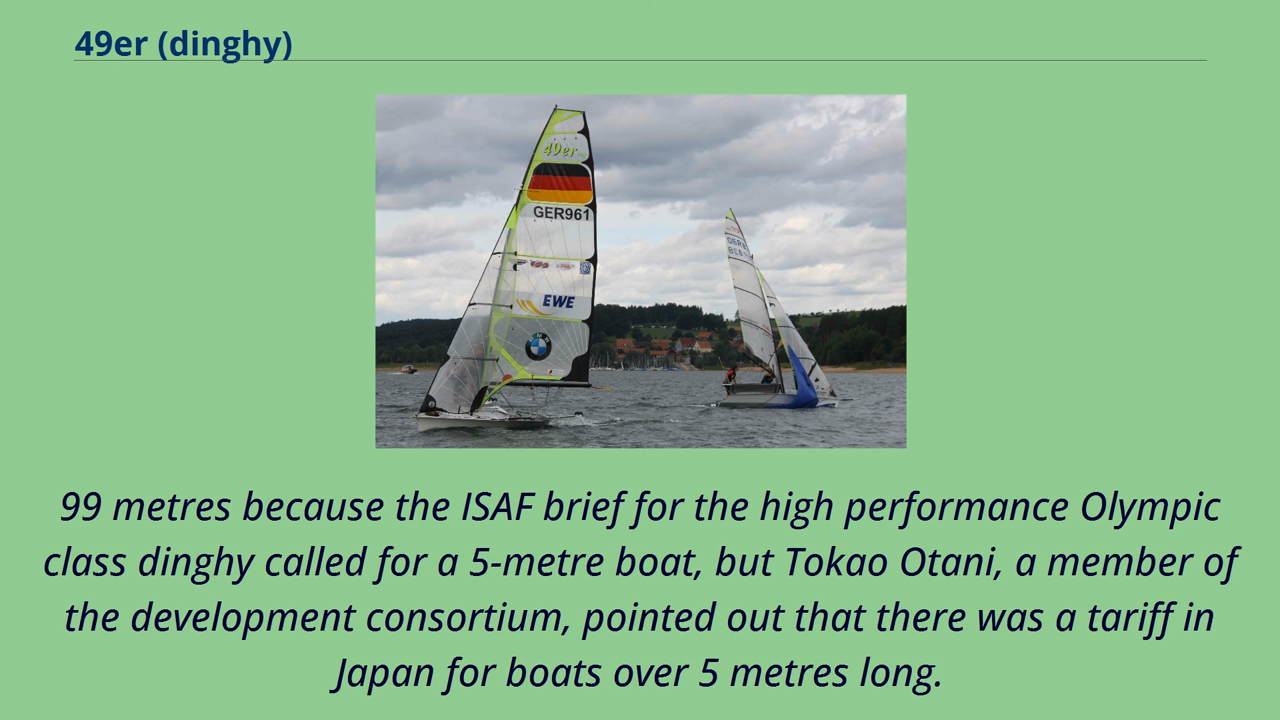 49er (dinghy)
49er
GER961
EWE
BMW
99 metres because the ISAF brief for the high performance Olympic
class dinghy called for a 5-metre boat, but Tokao Otani, a member of
the development consortium, pointed out that there was a tariff in
Japan for boats over 5 metres long.